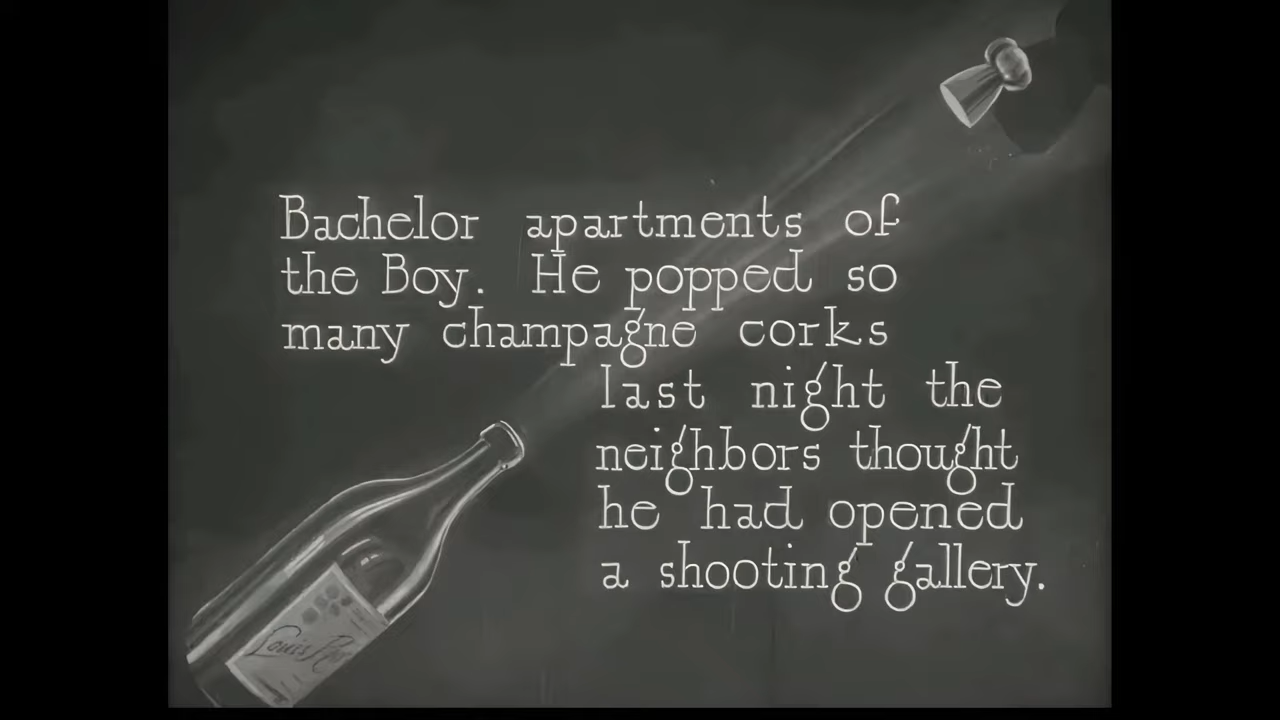 Bachelor apartments of
the Boy. He popped so
many champagne corks
last night the
neighbors thought
he had opened
a shooting gallery.
Louis